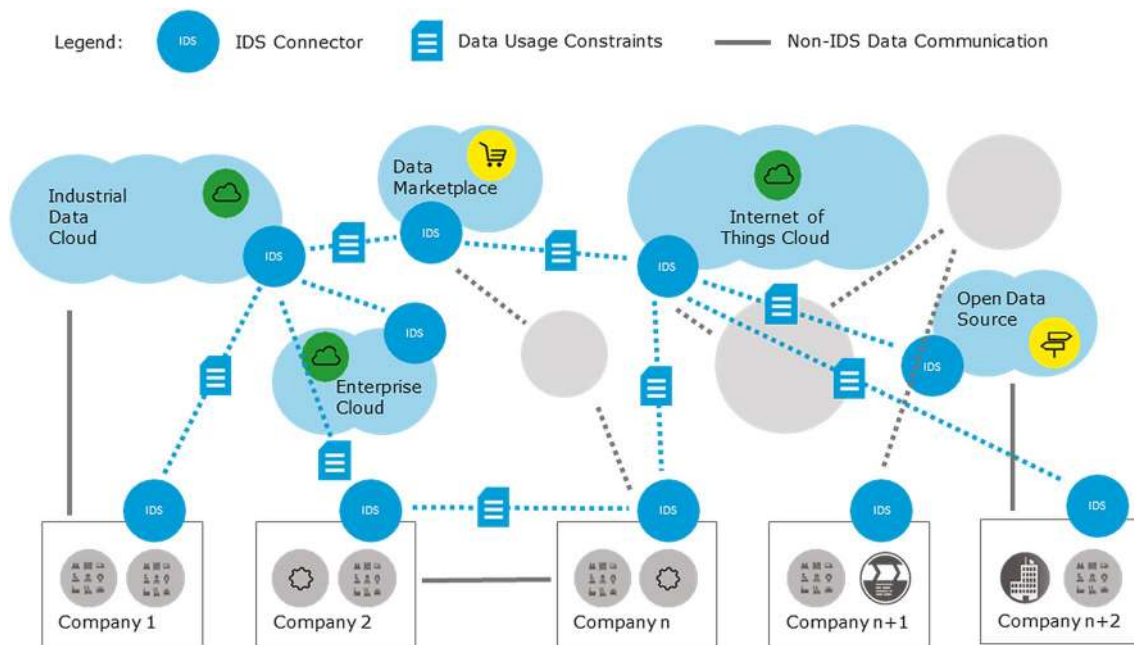 Legend:
IDS
IDS Connector
Data Usage Constraints
Non-IDS Data Communication
Industrial
Data
Cloud
Data
Marketplace
Internet of
Things Cloud
Open Data
Source
Enterprise
Cloud
IDS
IDS
IDS
IDS
IDS
IDS
IDS
IDS
IDS
IDS
Company 1
Company 2
Company n
Company n+1
Company n+2